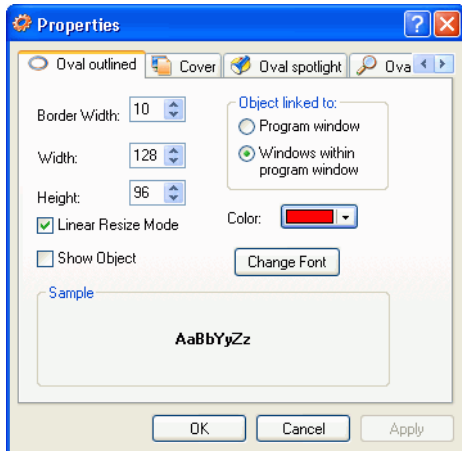 Properties
Oval outlined Cover Oval spotlight Ova
Border Width: 10
Object linked to:
Program window
Width: 128
Windows within
program window
Height: 96
Linear Resize Mode
Color:
Show Object
Change Font
Sample
AaBbYyZz
OK Cancel Apply